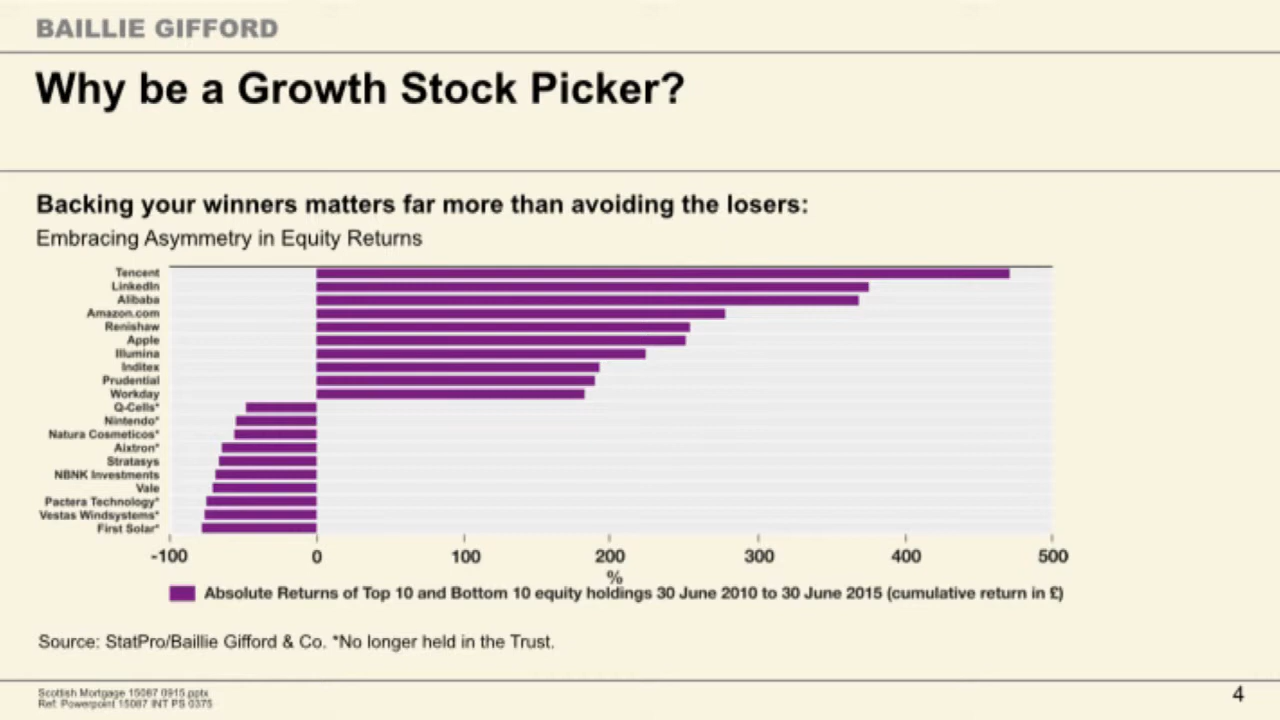 BAILLIE GIFFORD
Why be a Growth Stock Picker?
Backing your winners matters far more than avoiding the losers:
Embracing Asymmetry in Equity Returns
Tencent
LinkedIn
Alibaba
Amazon.com
Renishaw
Apple
Illumina
Inditex
Prudential
Workday
Q-Cells*
Nintendo*
Natura Cosmeticos*
Aixtron*
Stratasys
NBNK Investments
Vale
Pactera Technology*
Vestas Windsystems*
First Solar*
-100 0 100 200 300 400 500
%
Absolute Returns of Top 10 and Bottom 10 equity holdings 30 June 2010 to 30 June 2015 (cumulative return in £)
Source: StatPro/Baillie Gifford & Co. *No longer held in the Trust.
Scottish Mortgage 15087 0915.pptx
Ref: Powerpoint 15087 INT PS 0375
4